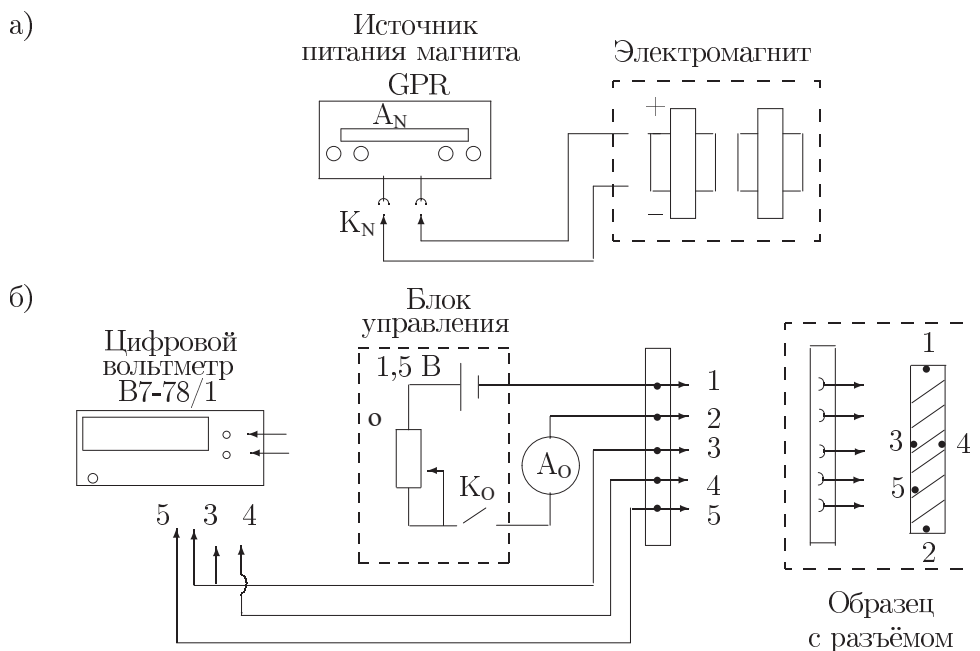 а)
Источник
питания магнита
GPR
A_N
K_N
Электромагнит
+
−
б)
Цифровой
вольтметр
В7-78/1
5 3 4
Блок
управления
1,5 В
о
K_O
A_O
1
2
3
4
5
1
3
4
5
2
Образец
с разъёмом